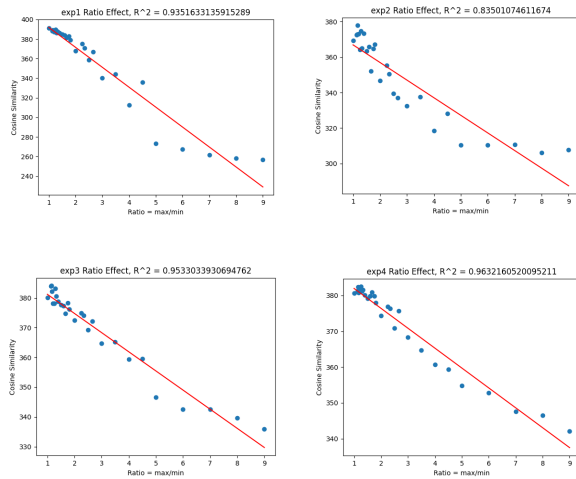 exp1 Ratio Effect, R^2 = 0.9351633135915289
400
380
360
340
320
300
280
260
240
Cosine Similarity
1 2 3 4 5 6 7 8 9
Ratio = max/min
exp2 Ratio Effect, R^2 = 0.83501074611674
380
360
340
320
300
Cosine Similarity
1 2 3 4 5 6 7 8 9
Ratio = max/min
exp3 Ratio Effect, R^2 = 0.9533033930694762
380
370
360
350
340
330
Cosine Similarity
1 2 3 4 5 6 7 8 9
Ratio = max/min
exp4 Ratio Effect, R^2 = 0.9632160520095211
380
370
360
350
340
Cosine Similarity
1 2 3 4 5 6 7 8 9
Ratio = max/min